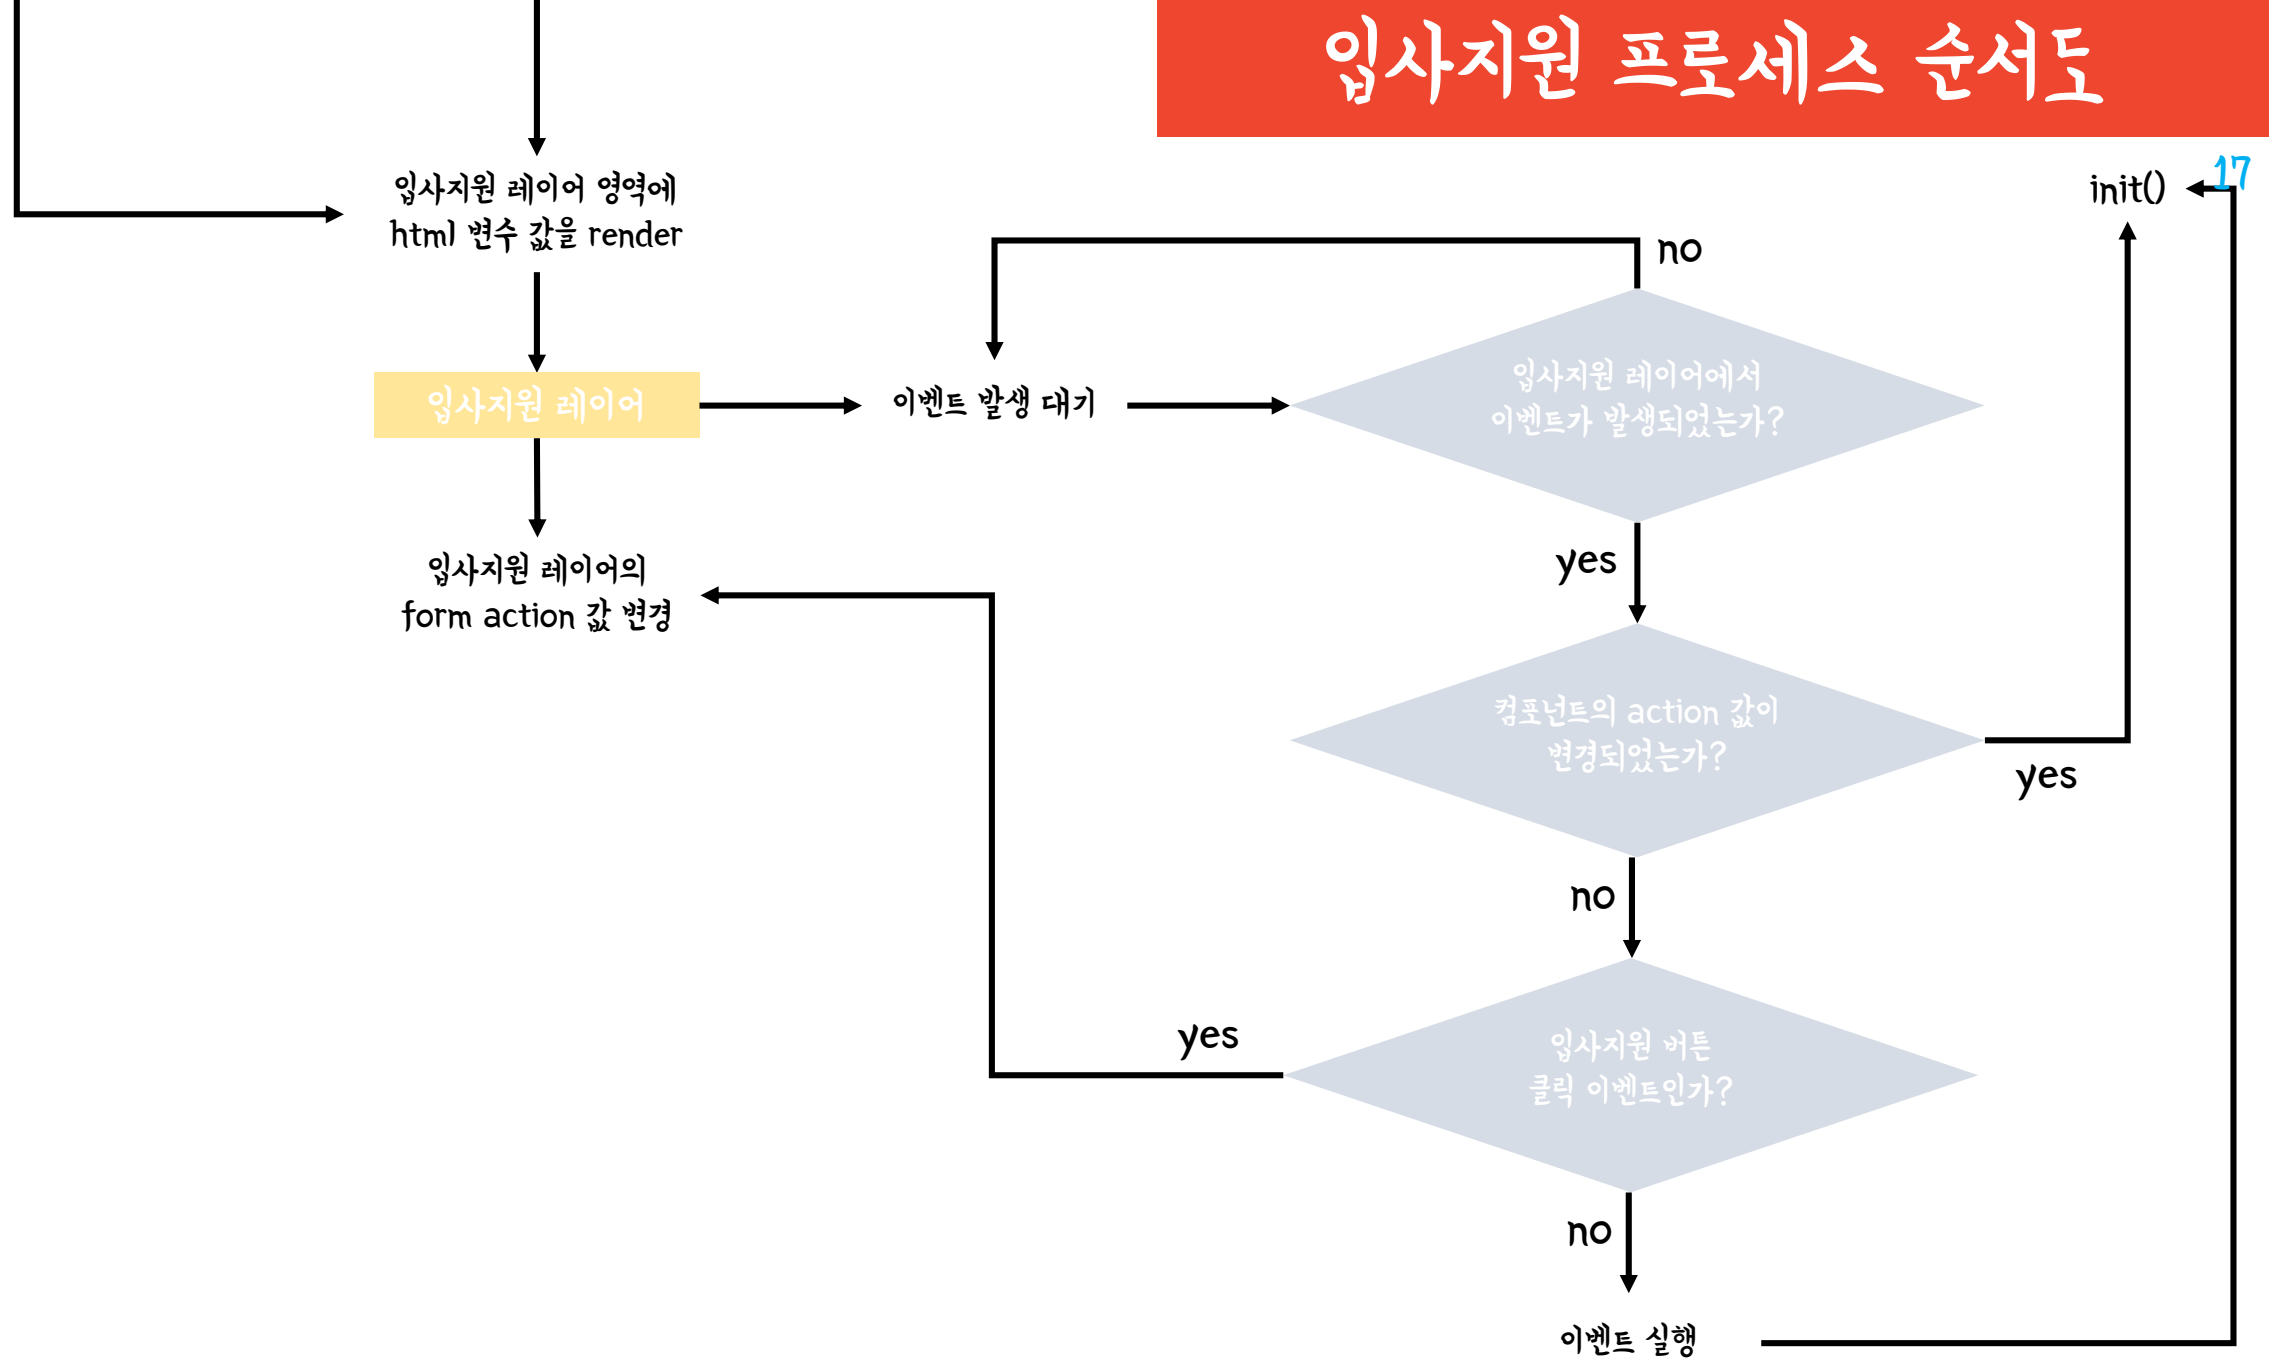 입사지원 프로세스 순서도
17
입사지원 레이어 영역에
html 변수 값을 render
init()
no
입사지원 레이어
이벤트 발생 대기
입사지원 레이어에서
이벤트가 발생되었는가?
yes
입사지원 레이어의
form action 값 변경
컴포넌트의 action 값이
변경되었는가?
yes
no
yes
입사지원 버튼
클릭 이벤트인가?
no
이벤트 실행